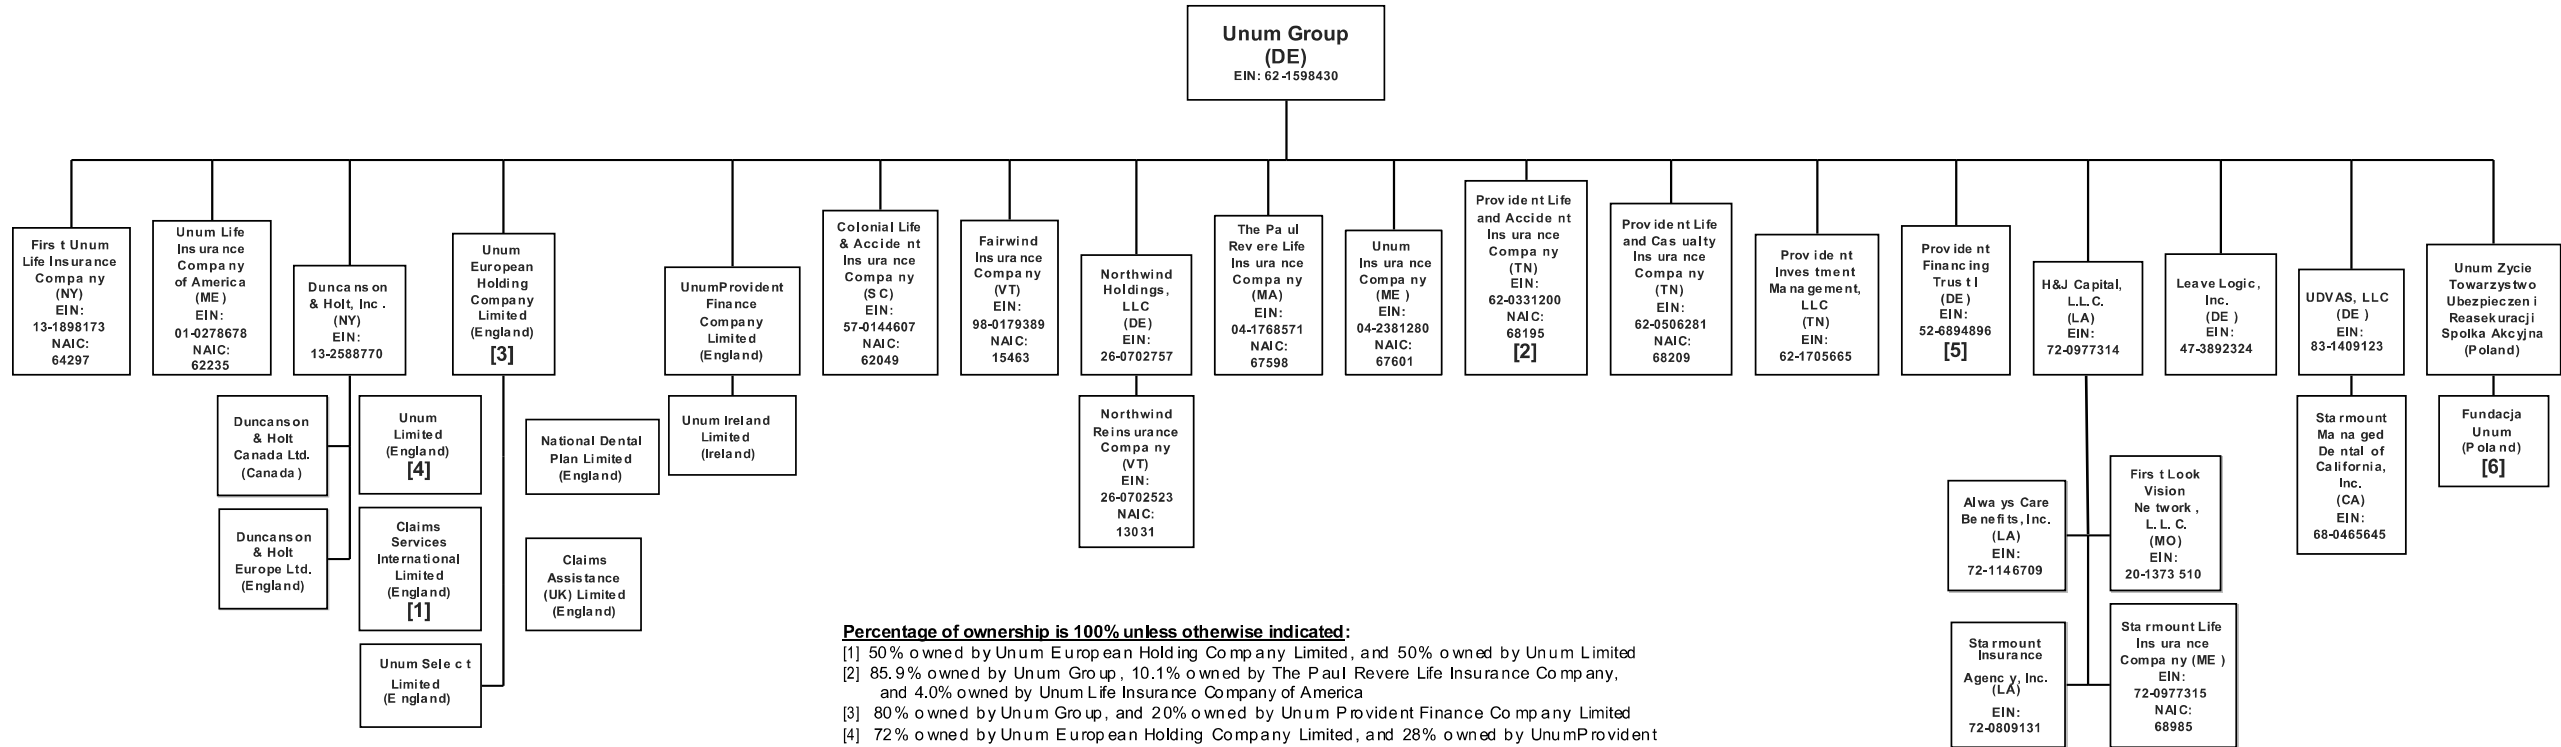 Unum Group
(DE)
EIN: 62-1598430
First Unum
Life Insurance
Company
(NY)
EIN:
13-1898173
NAIC:
64297
Unum Life
Insurance
Company
of America
(ME)
EIN:
01-0278678
NAIC:
62235
Duncanson
& Holt, Inc.
(NY)
EIN:
13-2588770
Unum
European
Holding
Company
Limited
(England)
[3]
UnumProvident
Finance
Company
Limited
(England)
Colonial Life
& Accident
Insurance
Company
(SC)
EIN:
57-0144607
NAIC:
62049
Fairwind
Insurance
Company
(VT)
EIN:
98-0179389
NAIC:
15463
Northwind
Holdings,
LLC
(DE)
EIN:
26-0702757
The Paul
Revere Life
Insurance
Company
(MA)
EIN:
04-1768571
NAIC:
67598
Unum
Insurance
Company
(ME)
EIN:
04-2381280
NAIC:
67601
Provident Life
and Accident
Insurance
Company
(TN)
EIN:
62-0331200
NAIC:
68195
[2]
Provident Life
and Casualty
Insurance
Company
(TN)
EIN:
62-0506281
NAIC:
68209
Provident
Investment
Management,
LLC
(TN)
EIN:
62-1705665
Provident
Financing
Trust I
(DE)
EIN:
52-6894896
[5]
H&J Capital,
L.L.C.
(LA)
EIN:
72-0977314
Leave Logic,
Inc.
(DE)
EIN:
47-3892324
UDVAS, LLC
(DE)
EIN:
83-1409123
Unum Zycie
Towarzystwo
Ubezpieczen i
Reasekuracji
Spolka Akcyjna
(Poland)
Duncanson
& Holt
Canada Ltd.
(Canada)
Duncanson
& Holt
Europe Ltd.
(England)
Unum
Limited
(England)
[4]
Claims
Services
International
Limited
(England)
[1]
Unum Select
Limited
(England)
National Dental
Plan Limited
(England)
Claims
Assistance
(UK) Limited
(England)
Unum Ireland
Limited
(Ireland)
Northwind
Reinsurance
Company
(VT)
EIN:
26-0702523
NAIC:
13031
Always Care
Benefits, Inc.
(LA)
EIN:
72-1146709
First Look
Vision
Network,
L.L.C.
(MO)
EIN:
20-1373 510
Starmount
Insurance
Agency, Inc.
(LA)
EIN:
72-0809131
Starmount Life
Insurance
Company (ME)
EIN:
72-0977315
NAIC:
68985
Starmount
Managed
Dental of
California,
Inc.
(CA)
EIN:
68-0465645
Fundacja
Unum
(Poland)
[6]
Percentage of ownership is 100% unless otherwise indicated:
[1] 50% owned by Unum European Holding Company Limited, and 50% owned by Unum Limited
[2] 85.9% owned by Unum Group, 10.1% owned by The Paul Revere Life Insurance Company,
and 4.0% owned by Unum Life Insurance Company of America
[3] 80% owned by Unum Group, and 20% owned by Unum Provident Finance Company Limited
[4] 72% owned by Unum European Holding Company Limited, and 28% owned by UnumProvident